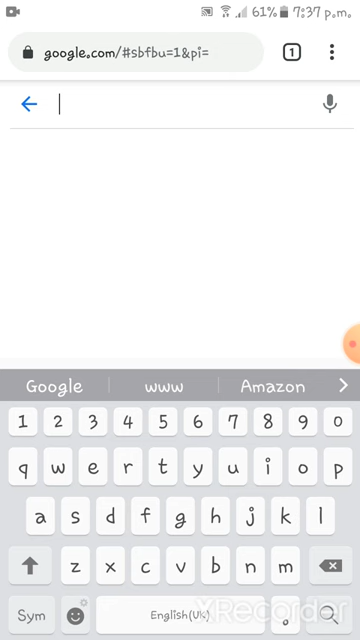 61% 7:37 p.m.
google.com/#sbfbu=1&pi= 1
Google www Amazon
1 2 3 4 5 6 7 8 9 0
q w e r t y u i o p
a s d f g h j k l
z x c v b n m
Sym English(UK) .
XRecorder